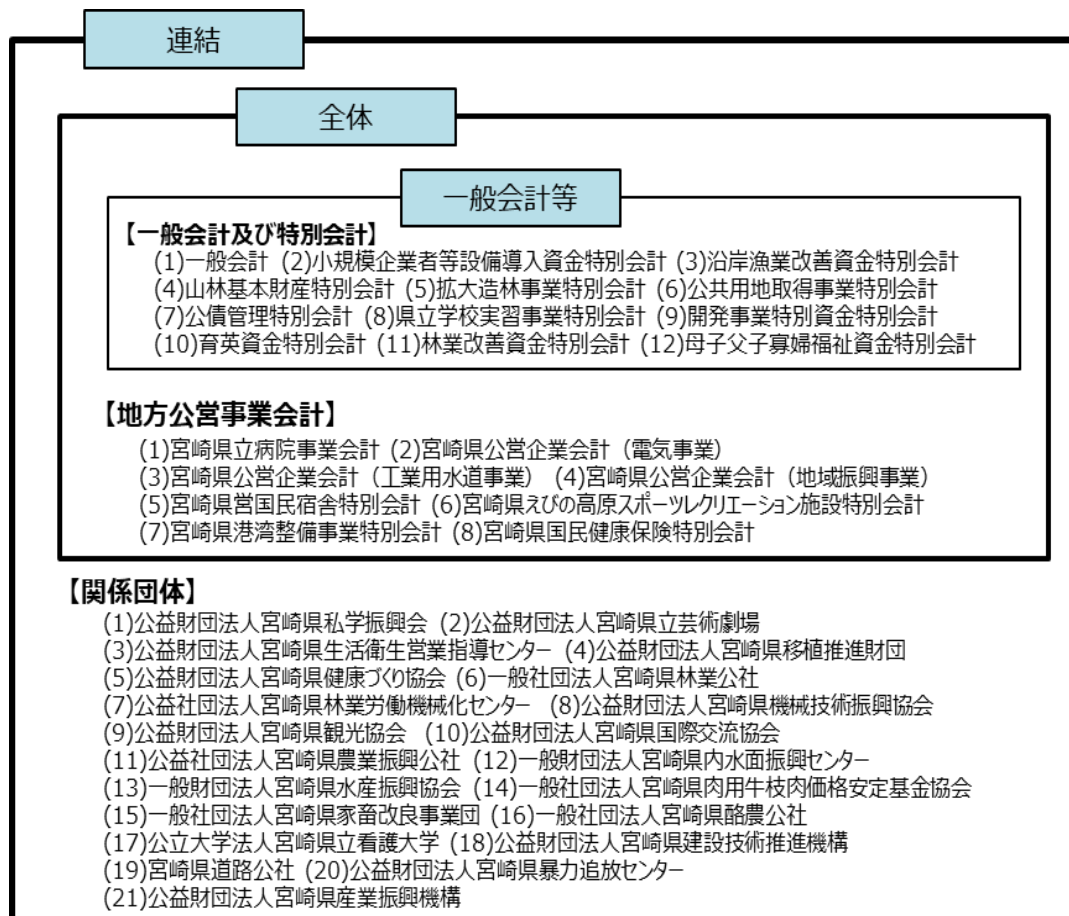 連結
全体
一般会計等
【一般会計及び特別会計】
(1)一般会計 (2)小規模企業者等設備導入資金特別会計 (3)沿岸漁業改善資金特別会計
(4)山林基本財産特別会計 (5)拡大造林事業特別会計 (6)公共用地取得事業特別会計
(7)公債管理特別会計 (8)県立学校実習事業特別会計 (9)開発事業特別資金特別会計
(10)育英資金特別会計 (11)林業改善資金特別会計 (12)母子父子寡婦福祉資金特別会計
【地方公営事業会計】
(1)宮崎県立病院事業会計 (2)宮崎県公営企業会計（電気事業）
(3)宮崎県公営企業会計（工業用水道事業） (4)宮崎県公営企業会計（地域振興事業）
(5)宮崎県営国民宿舎特別会計 (6)宮崎県えびの高原スポーツレクリエーション施設特別会計
(7)宮崎県港湾整備事業特別会計 (8)宮崎県国民健康保険特別会計
【関係団体】
(1)公益財団法人宮崎県私学振興会 (2)公益財団法人宮崎県立芸術劇場
(3)公益財団法人宮崎県生活衛生営業指導センター (4)公益財団法人宮崎県移植推進財団
(5)公益財団法人宮崎県健康づくり協会 (6)一般社団法人宮崎県林業公社
(7)公益社団法人宮崎県林業労働機械化センター (8)公益財団法人宮崎県機械技術振興協会
(9)公益財団法人宮崎県観光協会 (10)公益財団法人宮崎県国際交流協会
(11)公益社団法人宮崎県農業振興公社 (12)一般財団法人宮崎県内水面振興センター
(13)一般財団法人宮崎県水産振興協会 (14)一般社団法人宮崎県肉用牛枝肉価格安定基金協会
(15)一般社団法人宮崎県家畜改良事業団 (16)一般社団法人宮崎県酪農公社
(17)公立大学法人宮崎県立看護大学 (18)公益財団法人宮崎県建設技術推進機構
(19)宮崎県道路公社 (20)公益財団法人宮崎県暴力追放センター
(21)公益財団法人宮崎県産業振興機構